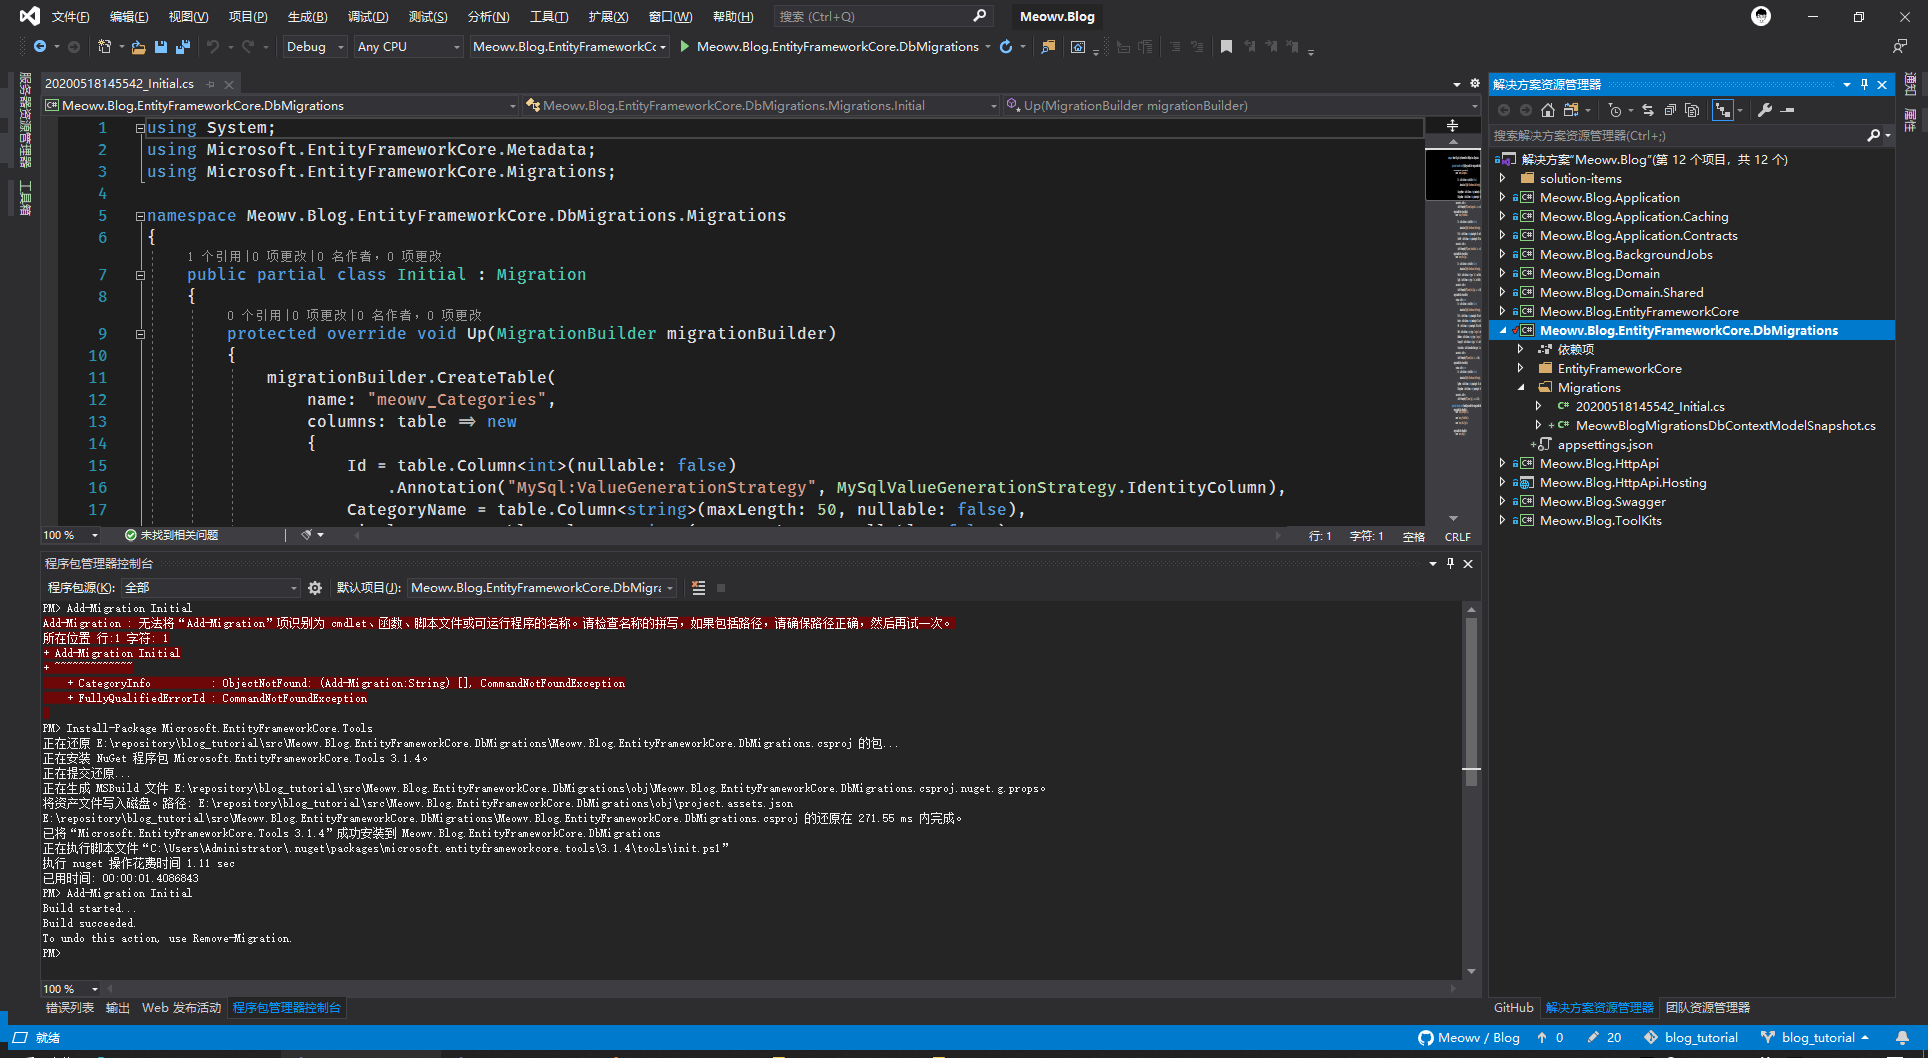 文件(F) 编辑(E) 视图(V) 项目(P) 生成(B) 调试(D) 测试(S) 分析(N) 工具(T) 扩展(X) 窗口(W) 帮助(H) 搜索 (Ctrl+Q) Meowv.Blog
Debug Any CPU Meowv.Blog.EntityFrameworkCc Meowv.Blog.EntityFrameworkCore.DbMigrations
服务器资源管理器
工具箱
20200518145542_Initial.cs
Meowv.Blog.EntityFrameworkCore.DbMigrations Meowv.Blog.EntityFrameworkCore.DbMigrations.Migrations.Initial Up(MigrationBuilder migrationBuilder)
1 using System;
2 using Microsoft.EntityFrameworkCore.Metadata;
3 using Microsoft.EntityFrameworkCore.Migrations;
4
5 namespace Meowv.Blog.EntityFrameworkCore.DbMigrations.Migrations
6 {
1 个引用|0 项更改|0 名作者，0 项更改
7 public partial class Initial : Migration
8 {
0 个引用|0 项更改|0 名作者，0 项更改
9 protected override void Up(MigrationBuilder migrationBuilder)
10 {
11 migrationBuilder.CreateTable(
12 name: "meowv_Categories",
13 columns: table => new
14 {
15 Id = table.Column<int>(nullable: false)
16 .Annotation("MySql:ValueGenerationStrategy", MySqlValueGenerationStrategy.IdentityColumn),
17 CategoryName = table.Column<string>(maxLength: 50, nullable: false),
100 % 未找到相关问题 行: 1 字符: 1 空格 CRLF
程序包管理器控制台
程序包源(K): 全部 默认项目(J): Meowv.Blog.EntityFrameworkCore.DbMigra
PM> Add-Migration Initial
Add-Migration : 无法将“Add-Migration”项识别为 cmdlet、函数、脚本文件或可运行程序的名称。请检查名称的拼写，如果包括路径，请确保路径正确，然后再试一次。
所在位置 行:1 字符: 1
+ Add-Migration Initial
+ ~~~~~~~~~~~~~
+ CategoryInfo : ObjectNotFound: (Add-Migration:String) [], CommandNotFoundException
+ FullyQualifiedErrorId : CommandNotFoundException
PM> Install-Package Microsoft.EntityFrameworkCore.Tools
正在还原 E:\repository\blog_tutorial\src\Meowv.Blog.EntityFrameworkCore.DbMigrations\Meowv.Blog.EntityFrameworkCore.DbMigrations.csproj 的包...
正在安装 NuGet 程序包 Microsoft.EntityFrameworkCore.Tools 3.1.4。
正在提交还原...
正在生成 MSBuild 文件 E:\repository\blog_tutorial\src\Meowv.Blog.EntityFrameworkCore.DbMigrations\obj\Meowv.Blog.EntityFrameworkCore.DbMigrations.csproj.nuget.g.props。
将资产文件写入磁盘。路径: E:\repository\blog_tutorial\src\Meowv.Blog.EntityFrameworkCore.DbMigrations\obj\project.assets.json
E:\repository\blog_tutorial\src\Meowv.Blog.EntityFrameworkCore.DbMigrations\Meowv.Blog.EntityFrameworkCore.DbMigrations.csproj 的还原在 271.55 ms 内完成。
已将“Microsoft.EntityFrameworkCore.Tools 3.1.4”成功安装到 Meowv.Blog.EntityFrameworkCore.DbMigrations
正在执行脚本文件“C:\Users\Administrator\.nuget\packages\microsoft.entityframeworkcore.tools\3.1.4\tools\init.ps1”
执行 nuget 操作花费时间 1.11 sec
已用时间: 00:00:01.4086843
PM> Add-Migration Initial
Build started...
Build succeeded.
To undo this action, use Remove-Migration.
PM>
100 %
错误列表 输出 Web 发布活动 程序包管理器控制台
解决方案资源管理器
搜索解决方案资源管理器(Ctrl+;)
解决方案"Meowv.Blog"(第 12 个项目，共 12 个)
solution-items
Meowv.Blog.Application
Meowv.Blog.Application.Caching
Meowv.Blog.Application.Contracts
Meowv.Blog.BackgroundJobs
Meowv.Blog.Domain
Meowv.Blog.Domain.Shared
Meowv.Blog.EntityFrameworkCore
Meowv.Blog.EntityFrameworkCore.DbMigrations
依赖项
EntityFrameworkCore
Migrations
20200518145542_Initial.cs
MeowvBlogMigrationsDbContextModelSnapshot.cs
appsettings.json
Meowv.Blog.HttpApi
Meowv.Blog.HttpApi.Hosting
Meowv.Blog.Swagger
Meowv.Blog.ToolKits
GitHub 解决方案资源管理器 团队资源管理器
通知
属性
就绪 Meowv / Blog 0 20 blog_tutorial blog_tutorial